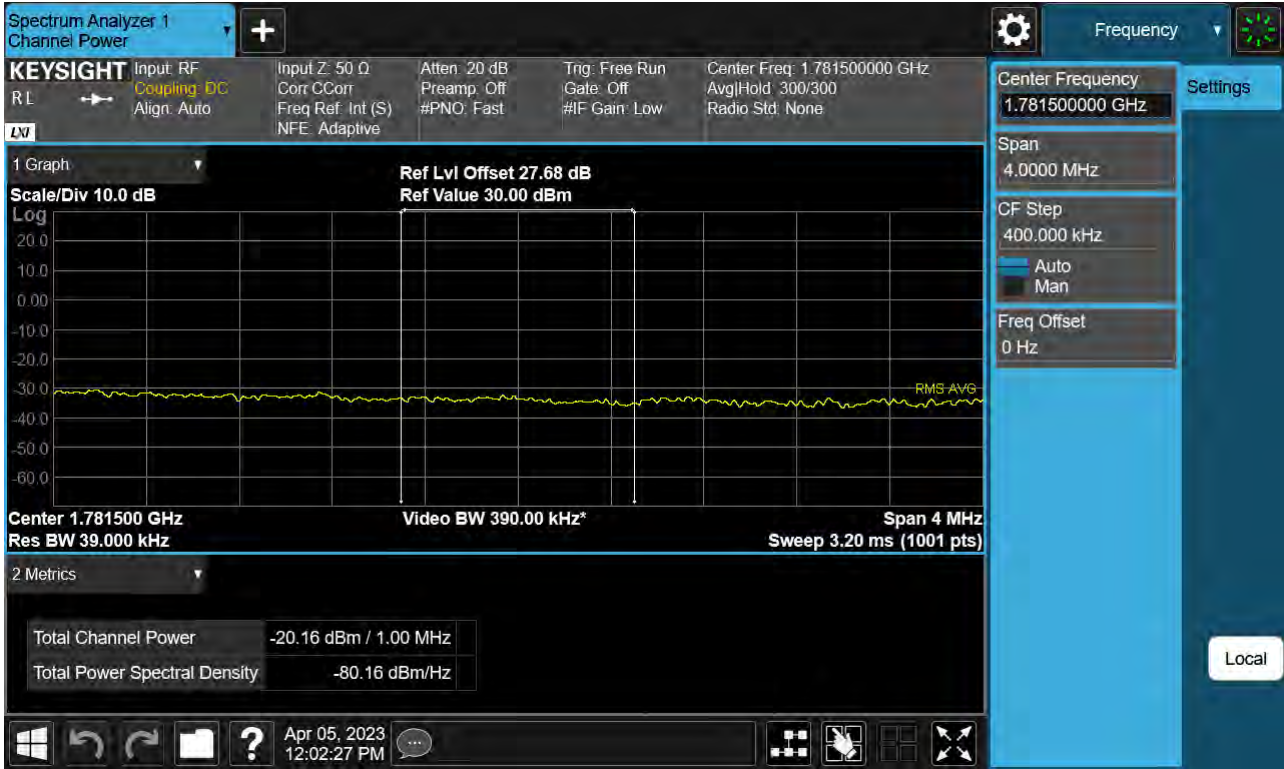 Spectrum Analyzer 1
Channel Power
+
Frequency
KEYSIGHT
RL
LXI
Input: RF
Coupling: DC
Align: Auto
Input Z: 50 Ω
Corr CCorr
Freq Ref: Int (S)
NFE: Adaptive
Atten: 20 dB
Preamp: Off
#PNO: Fast
Trig: Free Run
Gate: Off
#IF Gain: Low
Center Freq: 1.781500000 GHz
Avg|Hold: 300/300
Radio Std: None
1 Graph
Scale/Div 10.0 dB
Ref Lvl Offset 27.68 dB
Ref Value 30.00 dBm
Log
20.0
10.0
0.00
-10.0
-20.0
-30.0
-40.0
-50.0
-60.0
RMS AVG
Center 1.781500 GHz
Video BW 390.00 kHz*
Span 4 MHz
Res BW 39.000 kHz
Sweep 3.20 ms (1001 pts)
2 Metrics
Total Channel Power -20.16 dBm / 1.00 MHz
Total Power Spectral Density -80.16 dBm/Hz
?
Apr 05, 2023
12:02:27 PM
Center Frequency
1.781500000 GHz
Settings
Span
4.0000 MHz
CF Step
400.000 kHz
Auto
Man
Freq Offset
0 Hz
Local